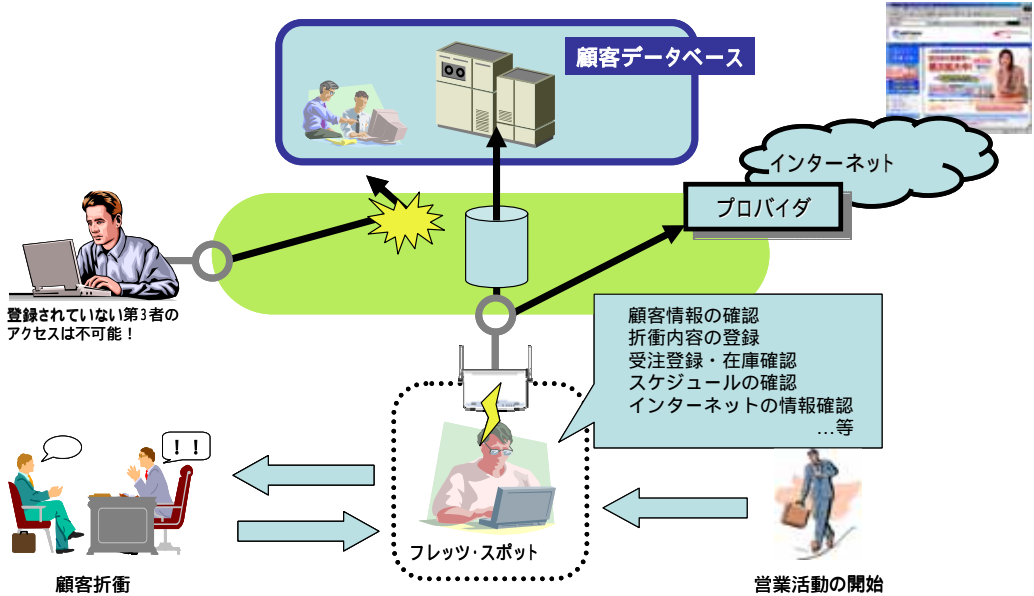 顧客データベース
インターネット
プロバイダ
登録されていない第3者の
アクセスは不可能！
顧客情報の確認
折衝内容の登録
受注登録・在庫確認
スケジュールの確認
インターネットの情報確認
…等
！！
フレッツ・スポット
顧客折衝
営業活動の開始